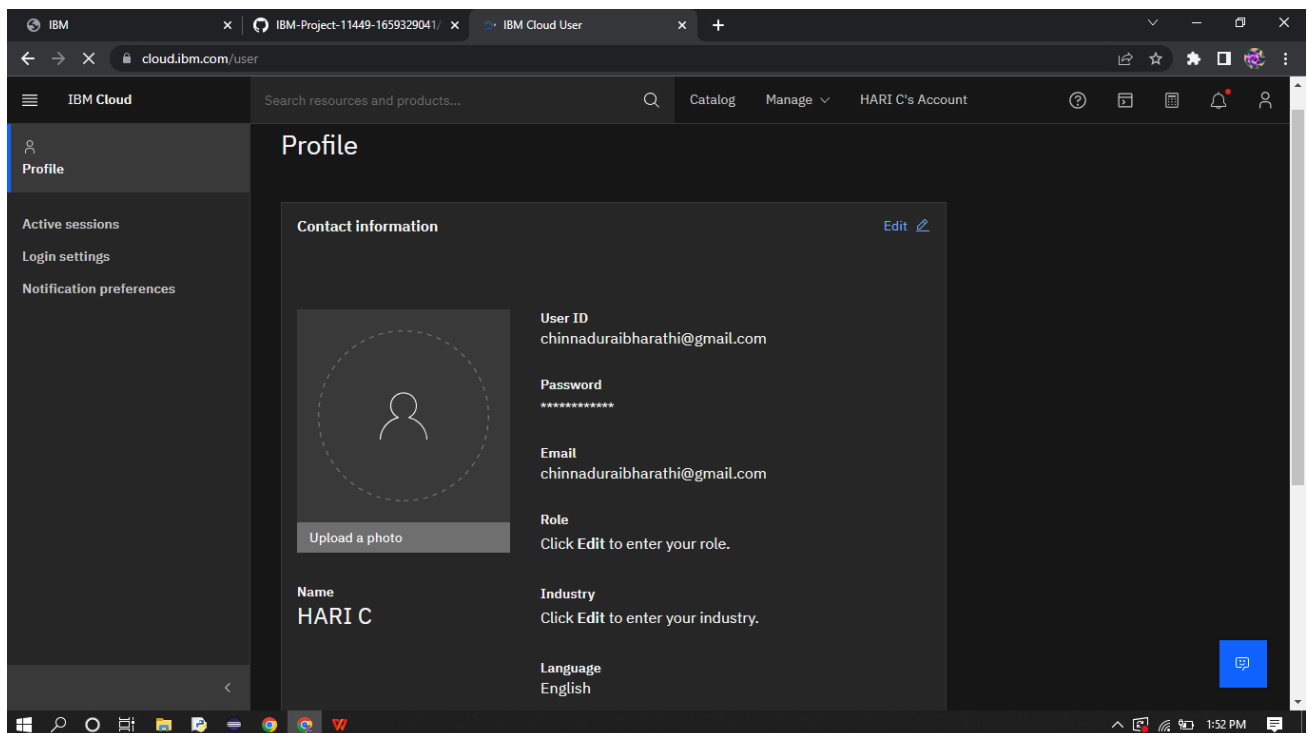 IBM
IBM-Project-11449-1659329041/
IBM Cloud User
cloud.ibm.com/user
IBM Cloud
Search resources and products...
Catalog
Manage
HARI C's Account
Profile
Active sessions
Login settings
Notification preferences
Profile
Contact information
Edit
Upload a photo
Name
HARI C
User ID
chinnaduraibharathi@gmail.com
Password
************
Email
chinnaduraibharathi@gmail.com
Role
Click Edit to enter your role.
Industry
Click Edit to enter your industry.
Language
English
1:52 PM